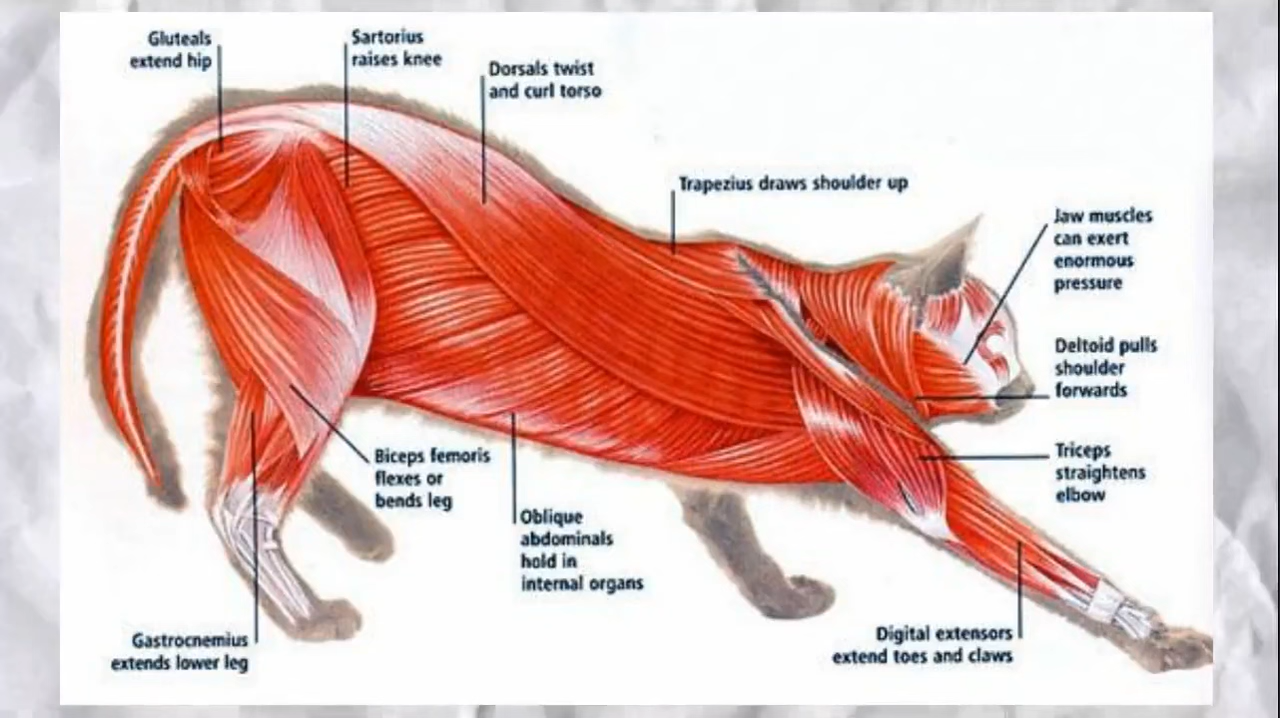 Gluteals
extend hip
Sartorius
raises knee
Dorsals twist
and curl torso
Trapezius draws shoulder up
Jaw muscles
can exert
enormous
pressure
Deltoid pulls
shoulder
forwards
Triceps
straightens
elbow
Biceps femoris
flexes or
bends leg
Oblique
abdominals
hold in
internal organs
Gastrocnemius
extends lower leg
Digital extensors
extend toes and claws